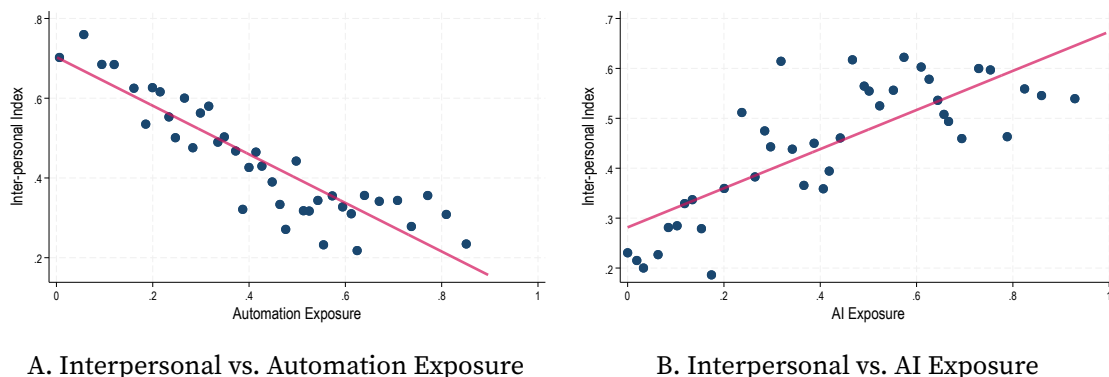 .8
.6
.4
.2
Inter-personal Index
0 .2 .4 .6 .8 1
Automation Exposure
A. Interpersonal vs. Automation Exposure
.7
.6
.5
.4
.3
.2
Inter-personal Index
0 .2 .4 .6 .8 1
AI Exposure
B. Interpersonal vs. AI Exposure